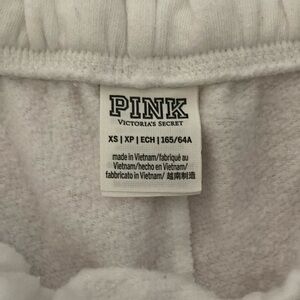 PINK
VICTORIA'S SECRET
XS | XP | ECH | 165/64A
made in Vietnam/fabriqué au
Vietnam/hecho en Vietnam/
fabbricato in Vietnam/ 越南制造